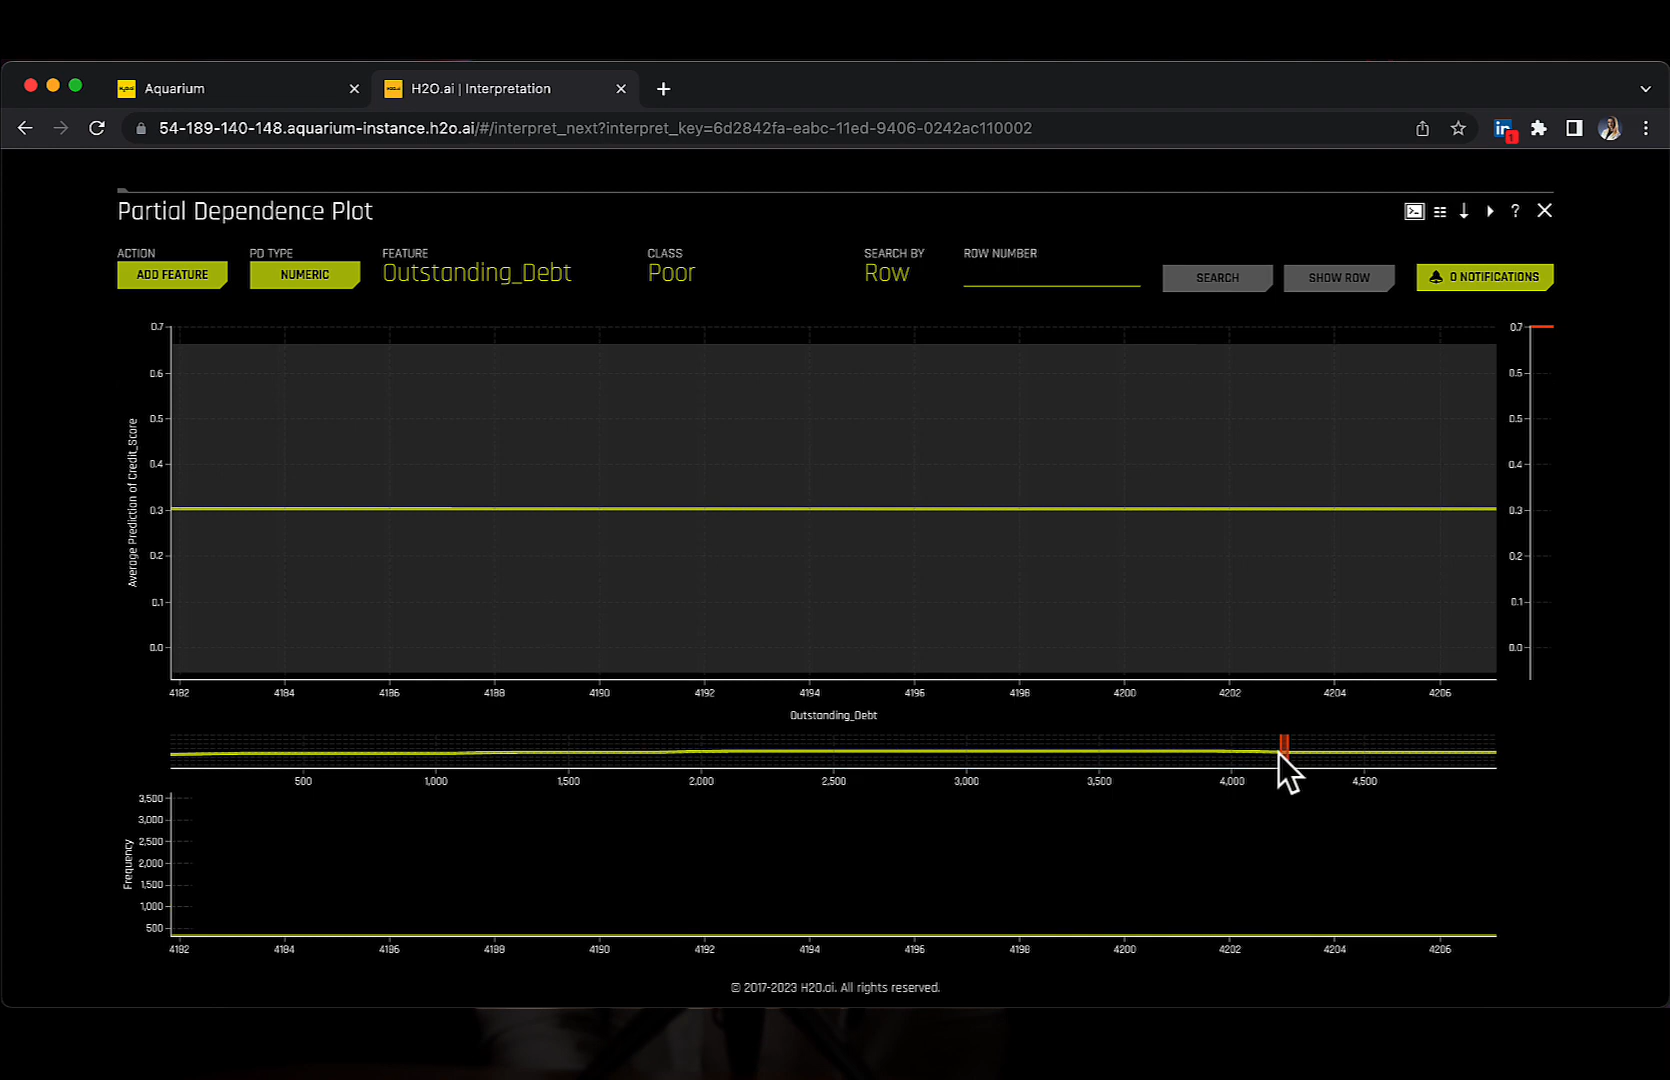 Aquarium
H2O.ai | Interpretation
54-189-140-148.aquarium-instance.h2o.ai/#/interpret_next?interpret_key=6d2842fa-eabc-11ed-9406-0242ac110002
in
1
Partial Dependence Plot
?
ACTION PD TYPE FEATURE CLASS SEARCH BY ROW NUMBER
ADD FEATURE NUMERIC Outstanding_Debt Poor Row SEARCH SHOW ROW 0 NOTIFICATIONS
Average Prediction of Credit_Score
0.7 0.7
0.6 0.5
0.5 0.5
0.4 0.4
0.3 0.3
0.2 0.2
0.1 0.1
0.0 0.0
4182 4184 4186 4188 4190 4192 4194 4196 4198 4200 4202 4204 4206
Outstanding_Debt
500 1,000 1,500 2,000 2,500 3,000 3,500 4,000 4,500
Frequency
3,500
3,000
2,500
2,000
1,500
1,000
500
4182 4184 4186 4188 4190 4192 4194 4196 4198 4200 4202 4204 4206
© 2017-2023 H2O.ai. All rights reserved.